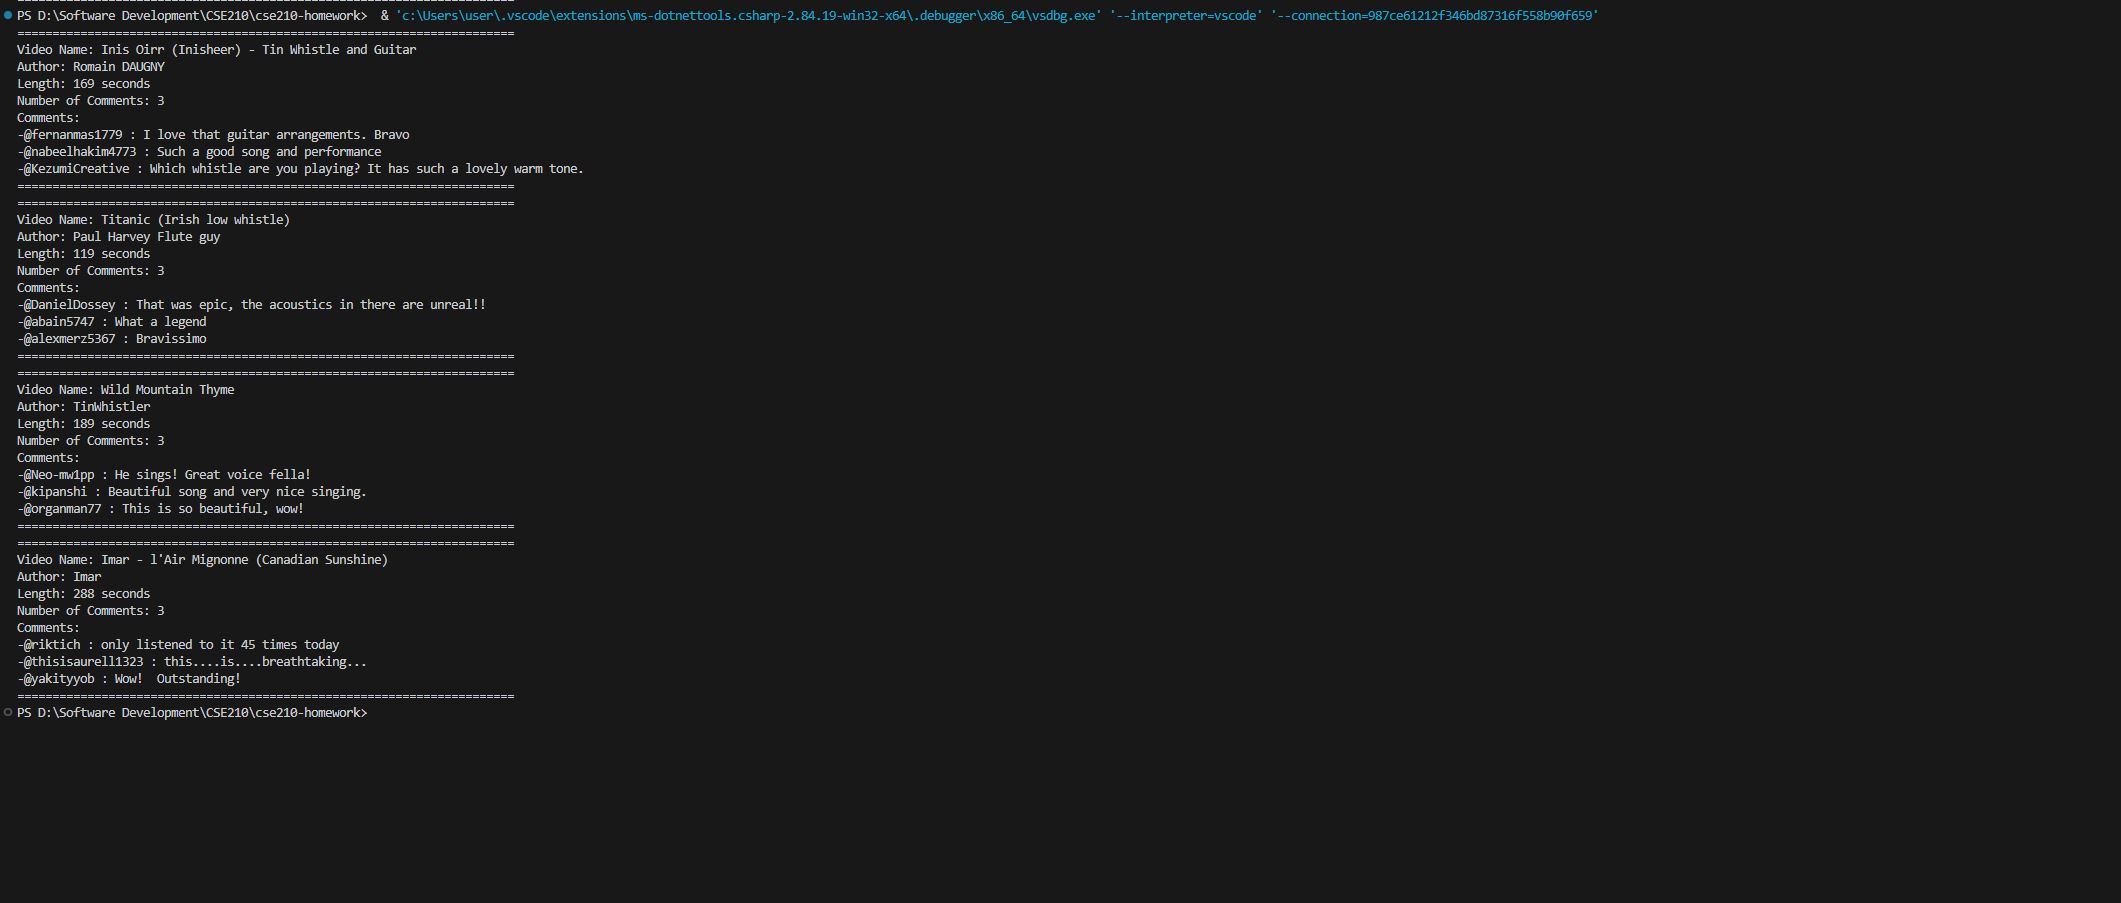 PS D:\Software Development\CSE210\cse210-homework>  & 'c:\Users\user\.vscode\extensions\ms-dotnettools.csharp-2.84.19-win32-x64\.debugger\x86_64\vsdbg.exe' '--interpreter=vscode' '--connection=987ce61212f346bd87316f558b90f659'
=======================================================================
Video Name: Inis Oirr (Inisheer) - Tin Whistle and Guitar
Author: Romain DAUGNY
Length: 169 seconds
Number of Comments: 3
Comments:
-@fernanmas1779 : I love that guitar arrangements. Bravo
-@nabeelhakim4773 : Such a good song and performance
-@KezumiCreative : Which whistle are you playing? It has such a lovely warm tone.
=======================================================================
=======================================================================
Video Name: Titanic (Irish low whistle)
Author: Paul Harvey Flute guy
Length: 119 seconds
Number of Comments: 3
Comments:
-@DanielDossey : That was epic, the acoustics in there are unreal!!
-@abain5747 : What a legend
-@alexmerz5367 : Bravissimo
=======================================================================
=======================================================================
Video Name: Wild Mountain Thyme
Author: TinWhistler
Length: 189 seconds
Number of Comments: 3
Comments:
-@Neo-mw1pp : He sings! Great voice fella!
-@kipanshi : Beautiful song and very nice singing.
-@organman77 : This is so beautiful, wow!
=======================================================================
=======================================================================
Video Name: Imar - l'Air Mignonne (Canadian Sunshine)
Author: Imar
Length: 288 seconds
Number of Comments: 3
Comments:
-@riktich : only listened to it 45 times today
-@thisisaurell1323 : this....is....breathtaking...
-@yakityyob : Wow!  Outstanding!
=======================================================================
PS D:\Software Development\CSE210\cse210-homework>